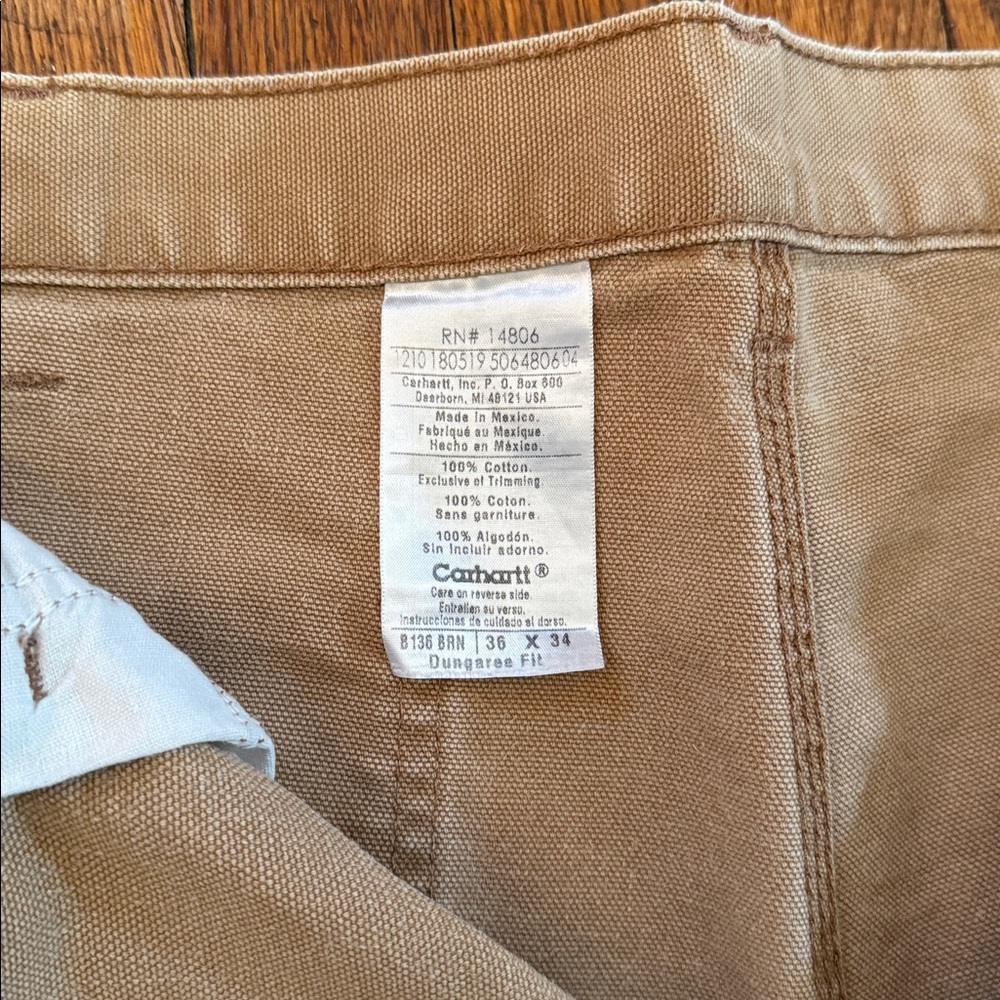 RN# 14806
1210 180519 506480604
Carhartt, Inc. P. O. Box 600
Dearborn, MI 48121 USA
Made in Mexico.
Fabriqué au Mexique.
Hecho en México.
100% Cotton.
Exclusive of Trimming.
100% Coton.
Sans garniture.
100% Algodón.
Sin Incluir adorno.
Carhartt®
Care on reverse side.
Entretien au verso.
Instrucciones de cuidado al dorso.
B136 BRN | 36 X 34
Dungaree Fit